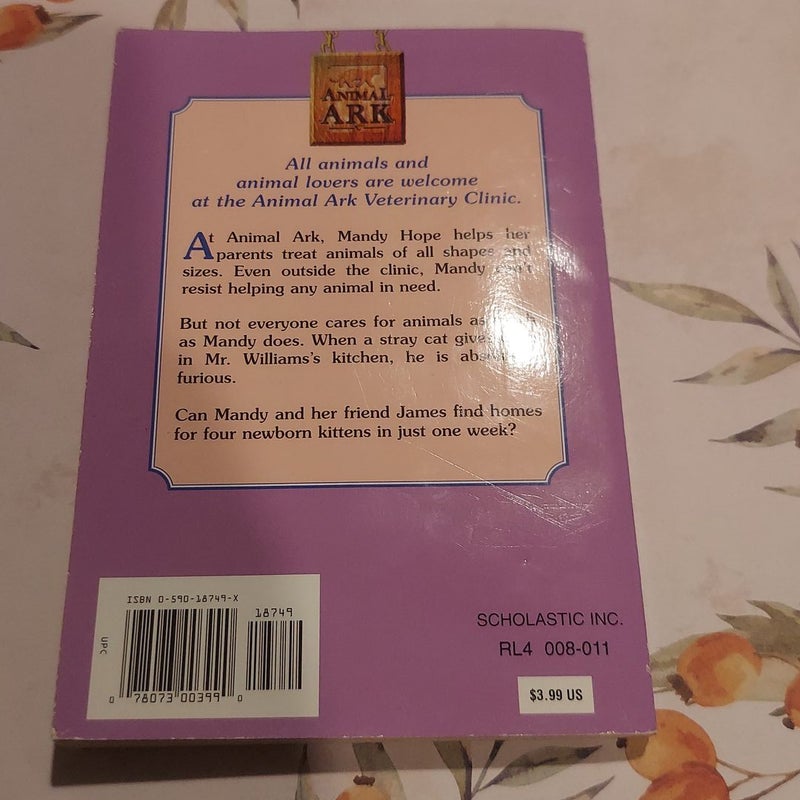 ANIMAL
ARK
All animals and
animal lovers are welcome
at the Animal Ark Veterinary Clinic.
At Animal Ark, Mandy Hope helps her
parents treat animals of all shapes and
sizes. Even outside the clinic, Mandy can't
resist helping any animal in need.
But not everyone cares for animals as
as Mandy does. When a stray cat gives
in Mr. Williams's kitchen, he is
furious.
Can Mandy and her friend James find homes
for four newborn kittens in just one week?
ISBN 0-590-18749-X
18749
UPC
0 78073 00399 0
SCHOLASTIC INC.
RL4 008-011
$3.99 US